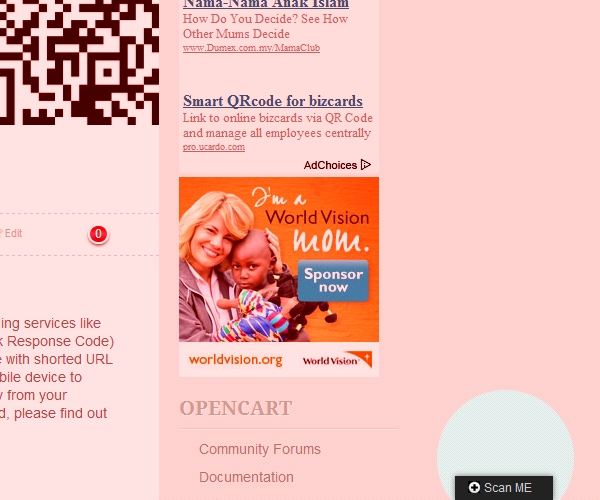 Nama-Nama Anak Islam
How Do You Decide? See How
Other Mums Decide
www.Dumex.com.my/MamaClub
Smart QRcode for bizcards
Link to online bizcards via QR Code
and manage all employees centrally
pro.ucardo.com
AdChoices
I'm a
World Vision
mom.
Sponsor
now
worldvision.org
World Vision
Edit
0
ing services like
k Response Code)
e with shorted URL
bile device to
y from your
d, please find out
OPENCART
Community Forums
Documentation
Scan ME